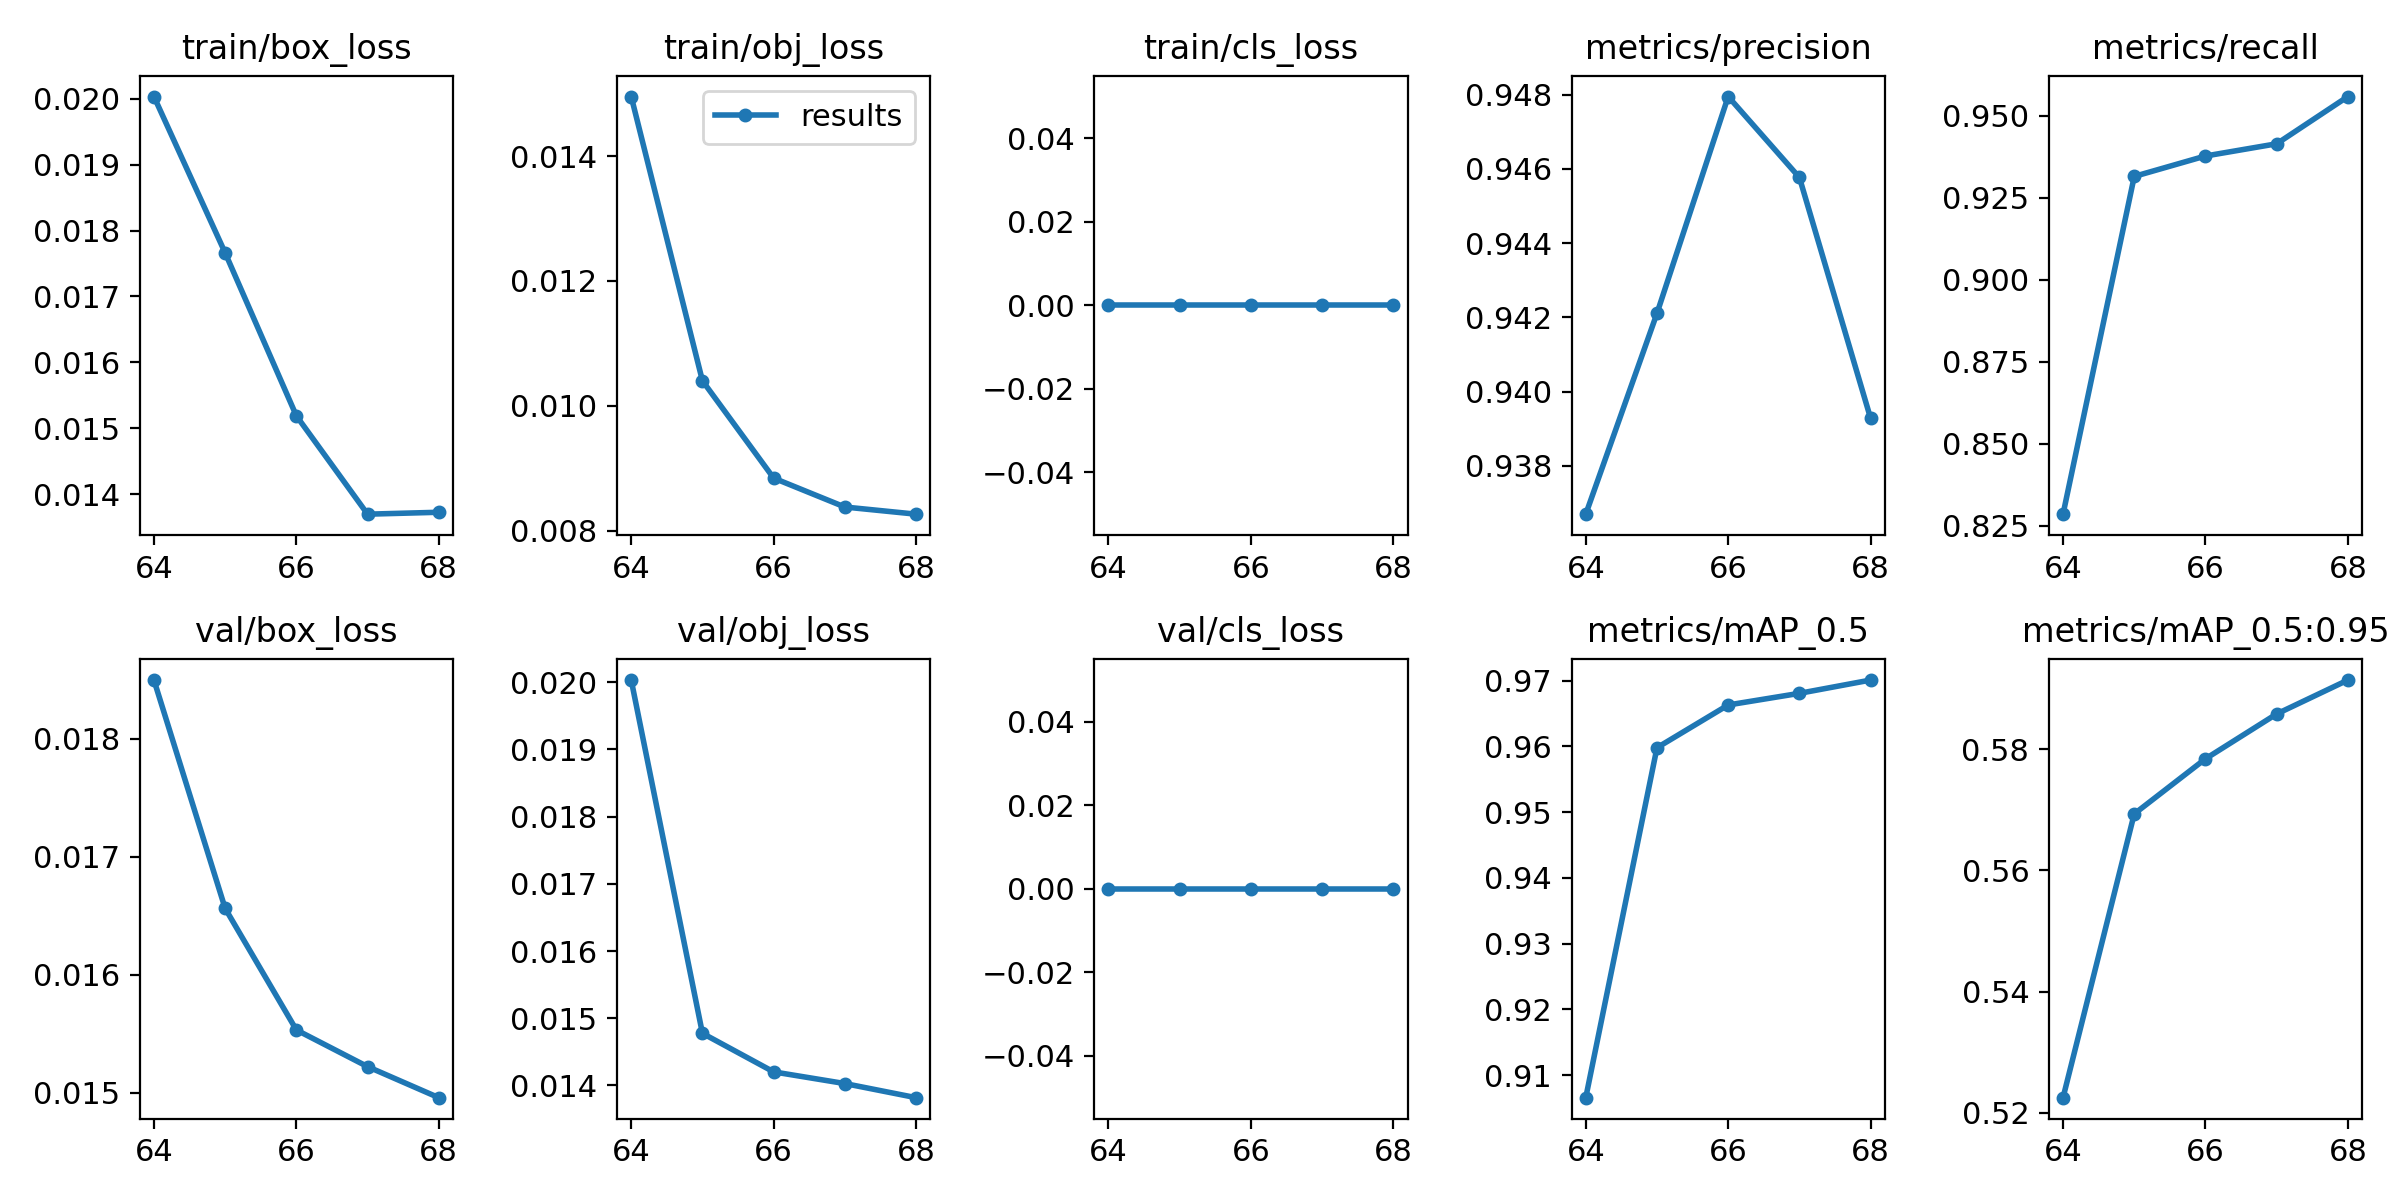 train/box_loss
0.020
0.019
0.018
0.017
0.016
0.015
0.014
64 66 68
train/obj_loss
results
0.014
0.012
0.010
0.008
64 66 68
train/cls_loss
0.04
0.02
0.00
−0.02
−0.04
64 66 68
metrics/precision
0.948
0.946
0.944
0.942
0.940
0.938
64 66 68
metrics/recall
0.950
0.925
0.900
0.875
0.850
0.825
64 66 68
val/box_loss
0.018
0.017
0.016
0.015
64 66 68
val/obj_loss
0.020
0.019
0.018
0.017
0.016
0.015
0.014
64 66 68
val/cls_loss
0.04
0.02
0.00
−0.02
−0.04
64 66 68
metrics/mAP_0.5
0.97
0.96
0.95
0.94
0.93
0.92
0.91
64 66 68
metrics/mAP_0.5:0.95
0.58
0.56
0.54
0.52
64 66 68